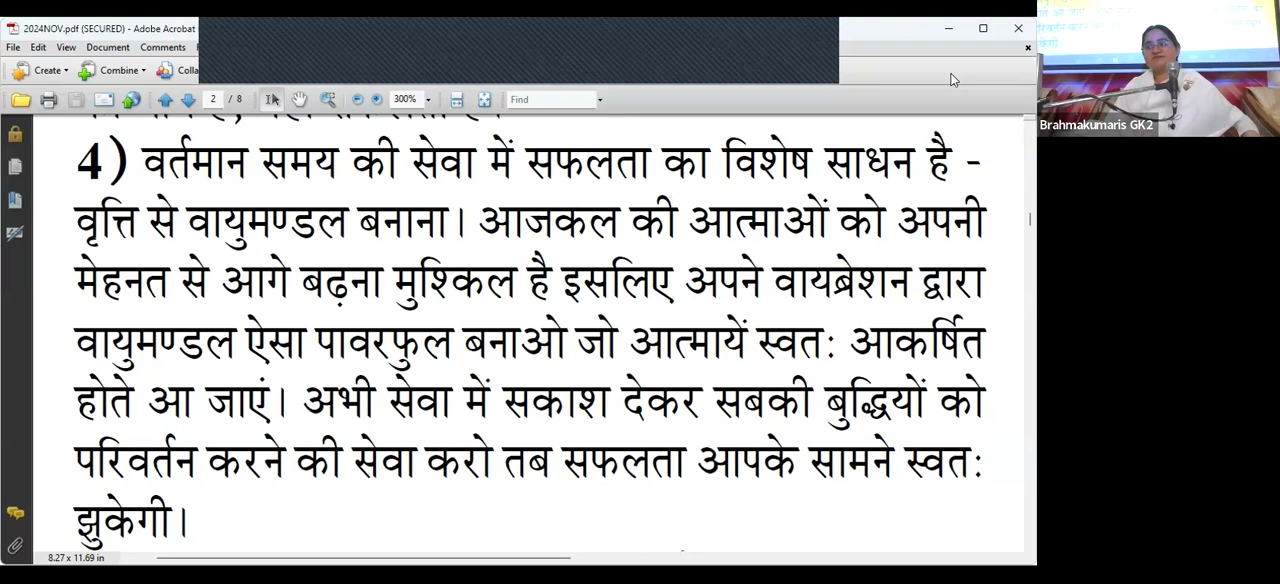 2024NOV.pdf (SECURED) - Adobe Acrobat
File Edit View Document Comments
Create Combine Colla
2 / 8 300% Find
4) वर्तमान समय की सेवा में सफलता का विशेष साधन है -
वृत्ति से वायुमण्डल बनाना। आजकल की आत्माओं को अपनी
मेहनत से आगे बढ़ना मुश्किल है इसलिए अपने वायब्रेशन द्वारा
वायुमण्डल ऐसा पावरफुल बनाओ जो आत्मायें स्वत: आकर्षित
होते आ जाएं। अभी सेवा में सकाश देकर सबकी बुद्धियों को
परिवर्तन करने की सेवा करो तब सफलता आपके सामने स्वत:
झुकेगी।
8.27 x 11.69 in
Brahmakumaris GK2